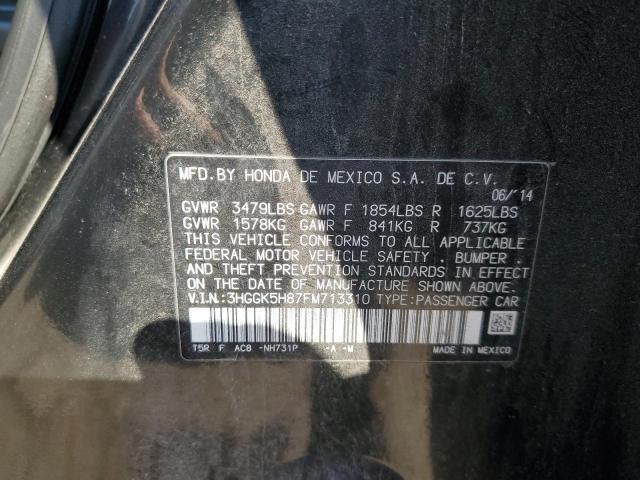 MFD.BY HONDA DE MEXICO S.A. DE C.V.
06/'14
GVWR 3479LBS GAWR F 1854LBS R 1625LBS
GVWR 1578KG GAWR F 841KG R 737KG
THIS VEHICLE CONFORMS TO ALL APPLICABLE
FEDERAL MOTOR VEHICLE SAFETY . BUMPER .
AND THEFT PREVENTION STANDARDS IN EFFECT
ON THE DATE OF MANUFACTURE SHOWN ABOVE.
V.I.N.:3HGGK5H87FM713310 TYPE:PASSENGER CAR
T5R F AC8 -NH731P -A -M MADE IN MEXICO